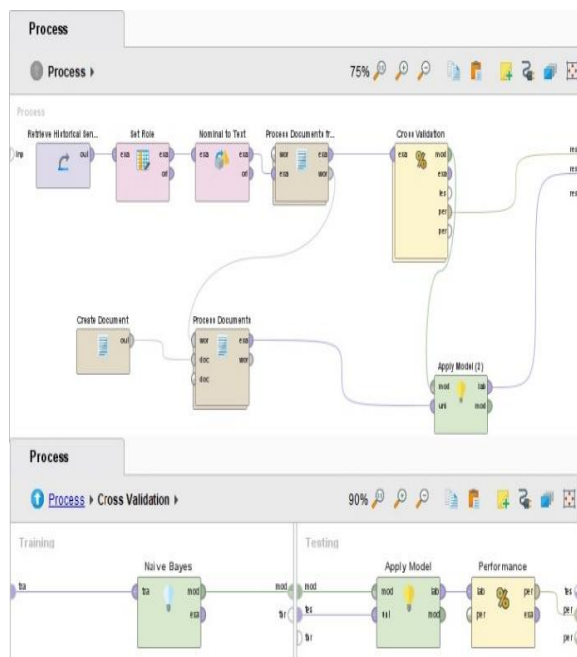 Process
Process
75%
Process
Retrieve Historical Sen...
Set Role
Nominal to Text
Process Documents fr...
Cross Validation
inp
out
exa
exa
ori
exa
exa
ori
wor
exa
exa
wor
exa
mod
exa
tes
per
per
res
res
res
Create Document
out
Process Documents
wor
doc
doc
exa
wor
Apply Model (2)
mod
unl
lab
mod
Process
Process Cross Validation
90%
Training
Testing
tra
Naive Bayes
tra
mod
exa
mod
thr
mod
tes
thr
Apply Model
mod
unl
lab
mod
Performance
lab
per
per
exa
tes
per
per